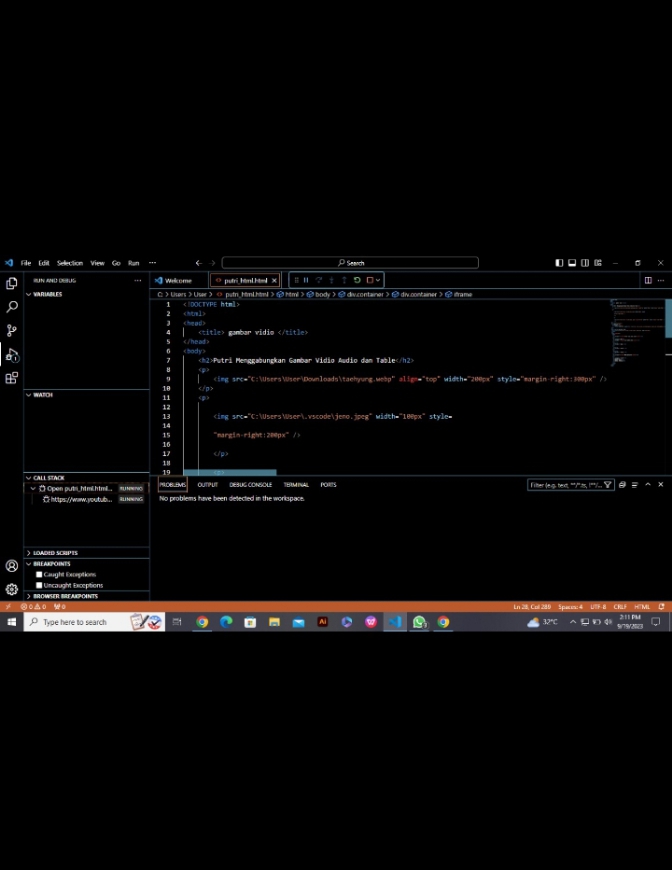 File Edit Selection View Go Run ··· Search
RUN AND DEBUG ···
Welcome putri_html.html
C: > Users > User > putri_html.html > html > body > div.container > div.container > iframe
VARIABLES
WATCH
CALL STACK
Open putri_html.html... RUNNING
https://www.youtub... RUNNING
LOADED SCRIPTS
BREAKPOINTS
Caught Exceptions
Uncaught Exceptions
BROWSER BREAKPOINTS
1 <!DOCTYPE html>
2 <html>
3 <head>
4 <title> gambar vidio </title>
5 </head>
6 <body>
7 <h2>Putri Menggabungkan Gambar Vidio Audio dan Table</h2>
8 <p>
9 <img src="C:\Users\User\Downloads\taehyung.webp" align="top" width="200px" style="margin-right:300px" />
10 </p>
11 <p>
12
13 <img src="C:\Users\User\.vscode\jeno.jpeg" width="100px" style=
14
15 "margin-right:200px" />
16
17 </p>
18
19
PROBLEMS OUTPUT DEBUG CONSOLE TERMINAL PORTS
Filter (e.g. text, **/*.ts, !**/...
No problems have been detected in the workspace.
0 0 0 Ln 28, Col 289 Spaces: 4 UTF-8 CRLF HTML
Type here to search Ai 32°C 2:11 PM
9/19/2023